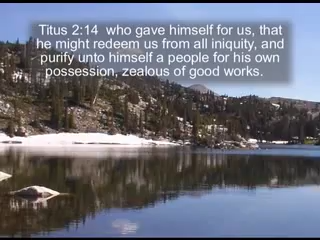 Titus 2:14  who gave himself for us, that
he might redeem us from all iniquity, and
purify unto himself a people for his own
possession, zealous of good works.